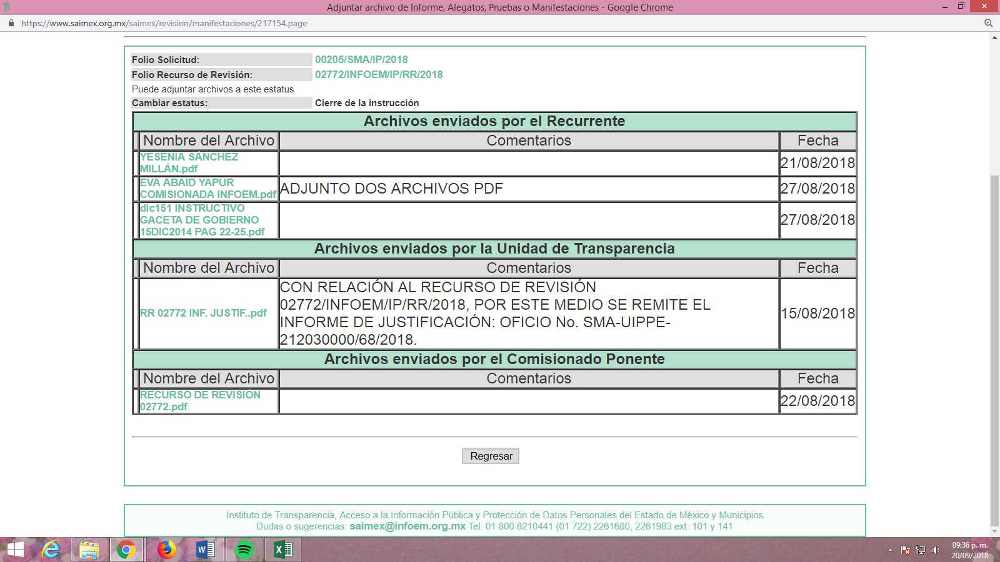 Adjuntar archivo de Informe, Alegatos, Pruebas o Manifestaciones - Google Chrome
https://www.saimex.org.mx/saimex/revision/manifestaciones/217154.page
Folio Solicitud: 00205/SMA/IP/2018
Folio Recurso de Revisión: 02772/INFOEM/IP/RR/2018
Puede adjuntar archivos a este estatus
Cambiar estatus: Cierre de la instrucción
Archivos enviados por el Recurrente
Nombre del Archivo Comentarios Fecha
YESENIA SÁNCHEZ
MILLÁN.pdf 21/08/2018
EVA ABAID YAPUR
COMISIONADA INFOEM.pdf ADJUNTO DOS ARCHIVOS PDF 27/08/2018
dic151 INSTRUCTIVO
GACETA DE GOBIERNO
15DIC2014 PAG 22-25.pdf 27/08/2018
Archivos enviados por la Unidad de Transparencia
Nombre del Archivo Comentarios Fecha
RR 02772 INF. JUSTIF..pdf
CON RELACIÓN AL RECURSO DE REVISIÓN
02772/INFOEM/IP/RR/2018, POR ESTE MEDIO SE REMITE EL
INFORME DE JUSTIFICACIÓN: OFICIO No. SMA-UIPPE-
212030000/68/2018.
15/08/2018
Archivos enviados por el Comisionado Ponente
Nombre del Archivo Comentarios Fecha
RECURSO DE REVISIÓN
02772.pdf 22/08/2018
Regresar
Instituto de Transparencia, Acceso a la Información Pública y Protección de Datos Personales del Estado de México y Municipios
Dudas o sugerencias: saimex@infoem.org.mx Tel. 01 800 8210441 (01 722) 2261680, 2261983 ext. 101 y 141
09:36 p. m.
20/09/2018